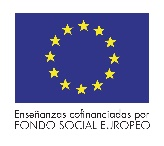 Enseñanzas cofinanciadas por
FONDO SOCIAL EUROPEO